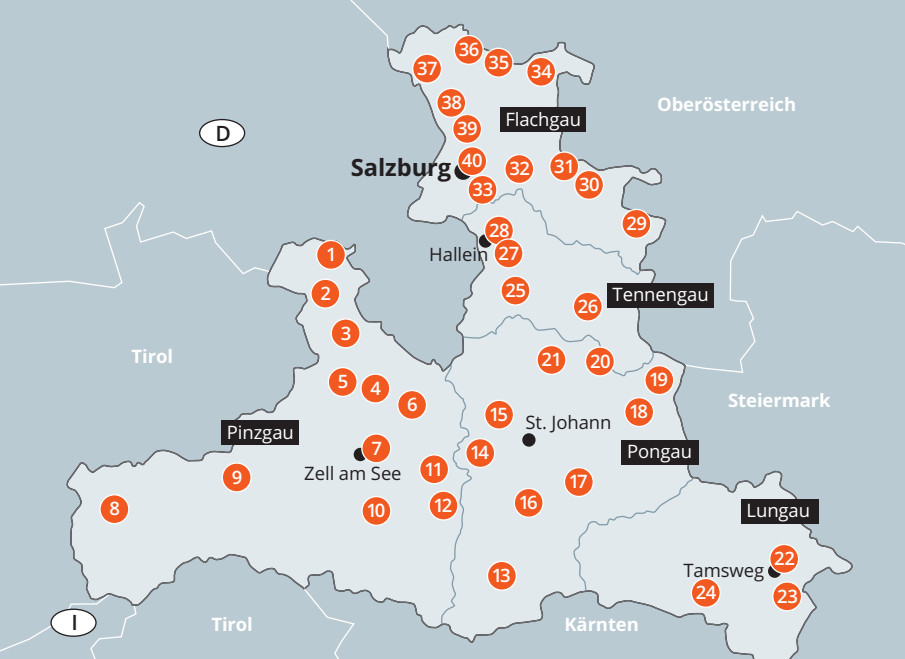 36
35
37
34
38
Oberösterreich
Flachgau
39
D
40
Salzburg
32
31
30
33
29
28
Hallein
27
1
2
25
26
Tennengau
3
Tirol
21
20
5
4
19
6
Steiermark
18
15
St. Johann
Pinzgau
7
14
Pongau
Zell am See
11
9
17
8
10
12
16
Lungau
22
Tamsweg
13
24
23
I
Tirol
Kärnten